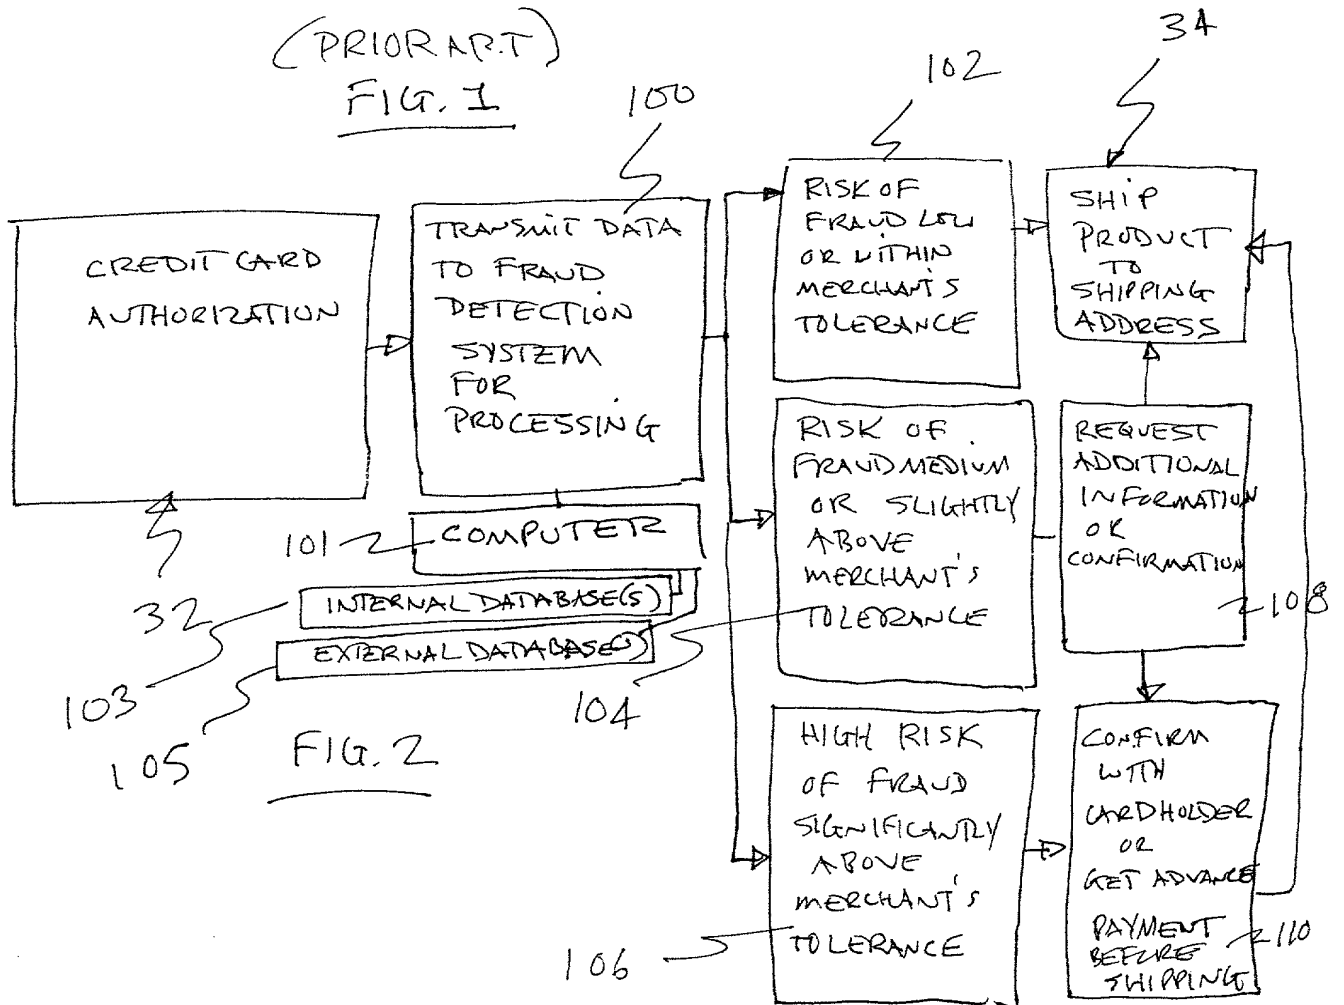 (PRIOR ART)
FIG. 1
100
102
34
CREDIT CARD
AUTHORIZATION
TRANSMIT DATA
TO FRAUD
DETECTION
SYSTEM
FOR
PROCESSING
RISK OF
FRAUD LOW
OR WITHIN
MERCHANT'S
TOLERANCE
SHIP
PRODUCT
TO
SHIPPING
ADDRESS
RISK OF
FRAUD MEDIUM
OR SLIGHTLY
ABOVE
MERCHANT'S
TOLERANCE
REQUEST
ADDITIONAL
INFORMATION
OR
CONFIRMATION
108
101
COMPUTER
32
INTERNAL DATABASE(S)
EXTERNAL DATABASE(S)
103
105
104
FIG. 2
HIGH RISK
OF FRAUD
SIGNIFICANTLY
ABOVE
MERCHANT'S
TOLERANCE
106
CONFIRM
WITH
CARDHOLDER
OR
GET ADVANCE
PAYMENT
BEFORE
SHIPPING
110